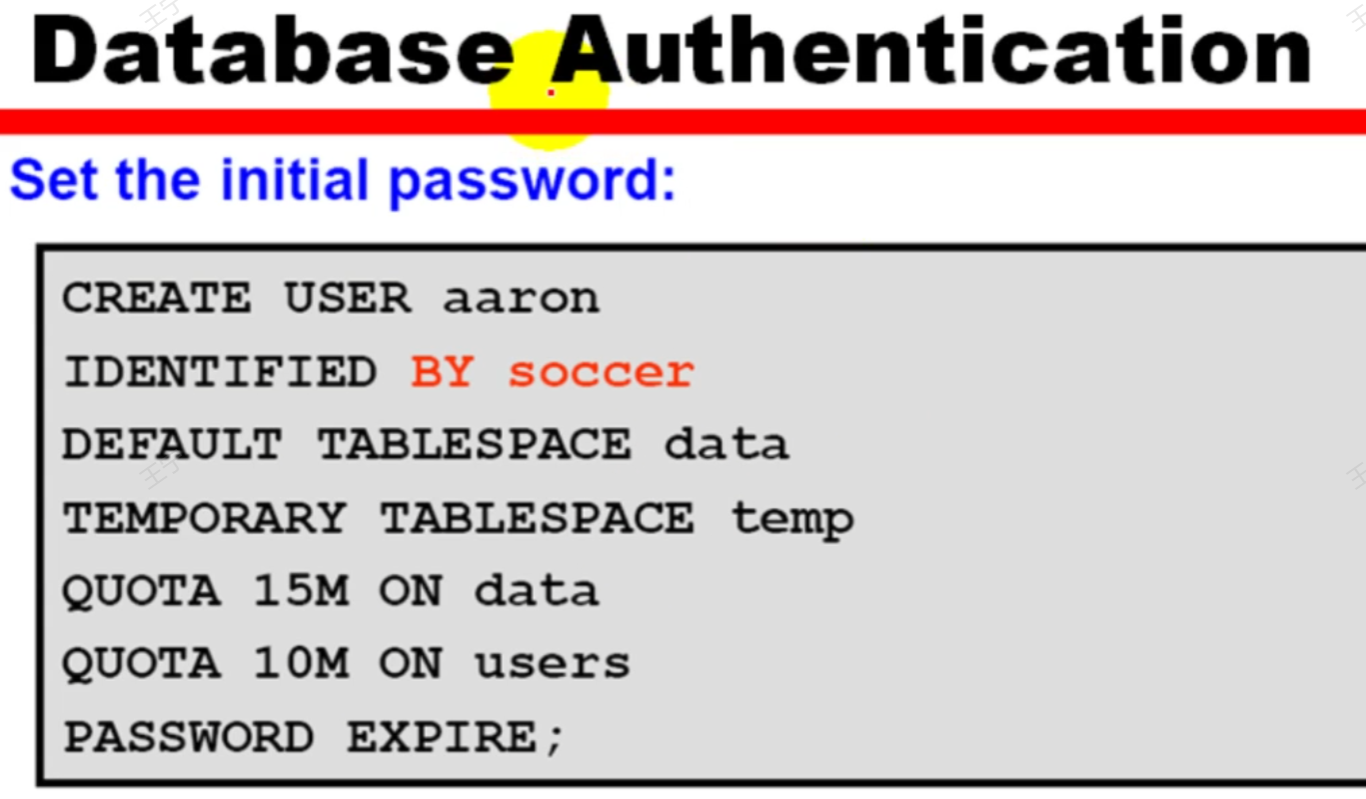 Database Authentication
Set the initial password:
CREATE USER aaron
IDENTIFIED BY soccer
DEFAULT TABLESPACE data
TEMPORARY TABLESPACE temp
QUOTA 15M ON data
QUOTA 10M ON users
PASSWORD EXPIRE;